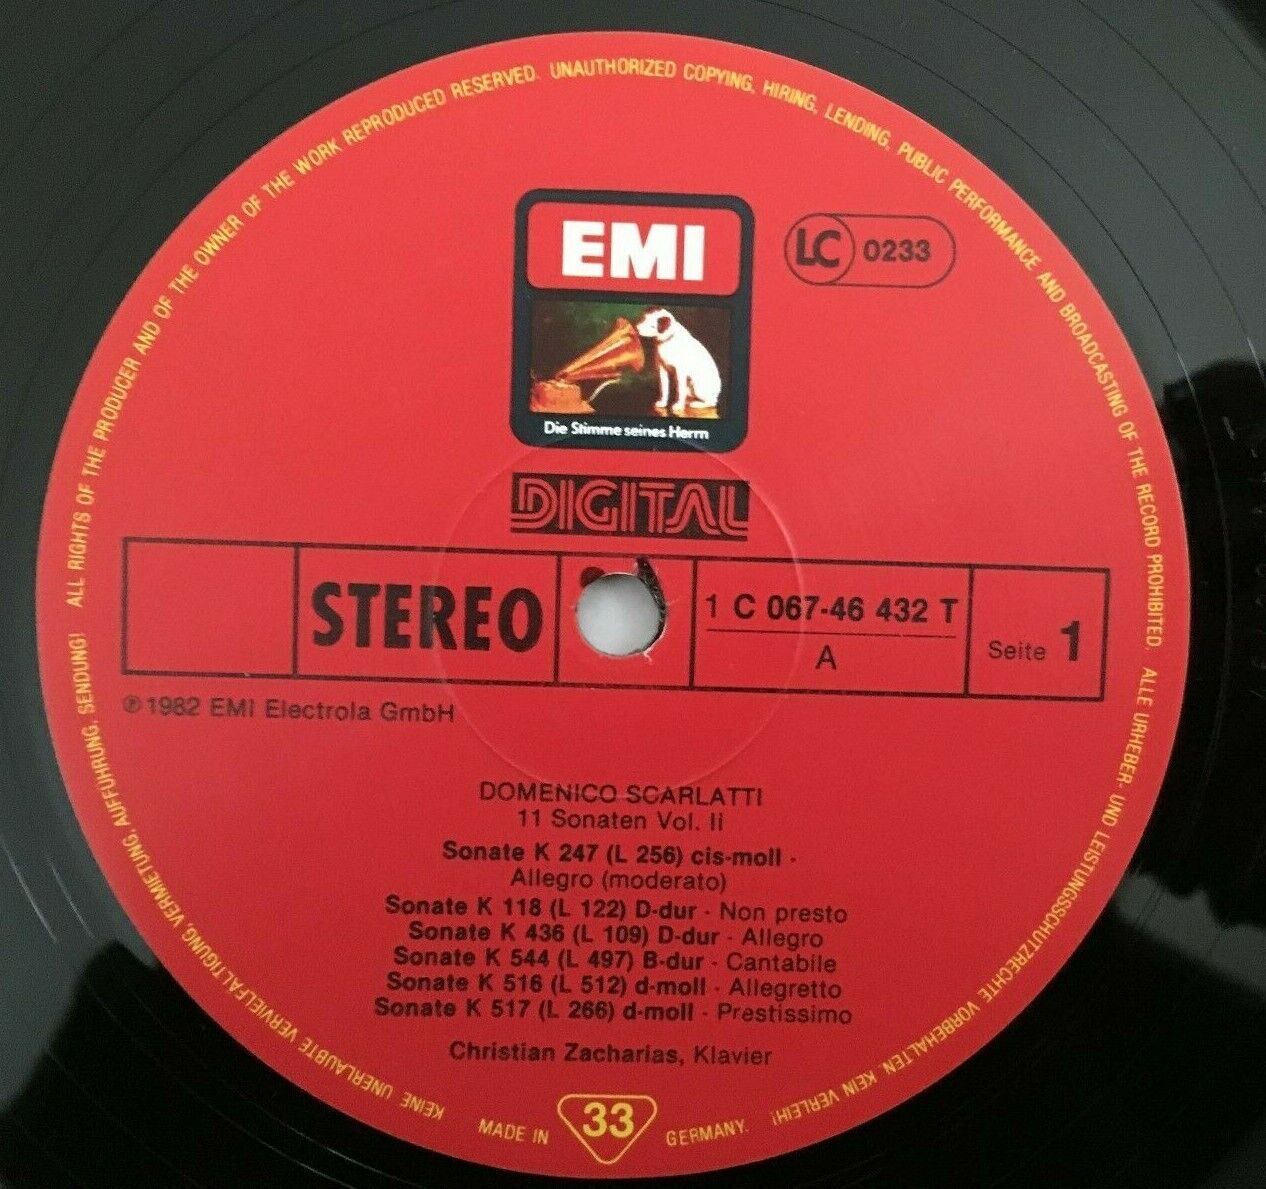 ALL RIGHTS OF THE PRODUCER AND OF THE OWNER OF THE WORK REPRODUCED RESERVED. UNAUTHORIZED COPYING, HIRING, LENDING, PUBLIC PERFORMANCE AND BROADCASTING OF THE RECORD PROHIBITED.
ALLE URHEBER- UND LEISTUNGSSCHUTZRECHTE VORBEHALTEN. KEIN VERLEIH!
KEINE UNERLAUBTE VERVIELFÄLTIGUNG, VERMIETUNG, AUFFÜHRUNG, SENDUNG!
EMI
LC 0233
Die Stimme seines Herrn
DIGITAL
STEREO
1 C 067-46 432 T
A
Seite 1
℗ 1982 EMI Electrola GmbH
DOMENICO SCARLATTI
11 Sonaten Vol. Ii
Sonate K 247 (L 256) cis-moll -
Allegro (moderato)
Sonate K 118 (L 122) D-dur - Non presto
Sonate K 436 (L 109) D-dur - Allegro
Sonate K 544 (L 497) B-dur - Cantabile
Sonate K 516 (L 512) d-moll - Allegretto
Sonate K 517 (L 266) d-moll - Prestissimo
Christian Zacharias, Klavier
MADE IN 33 GERMANY.